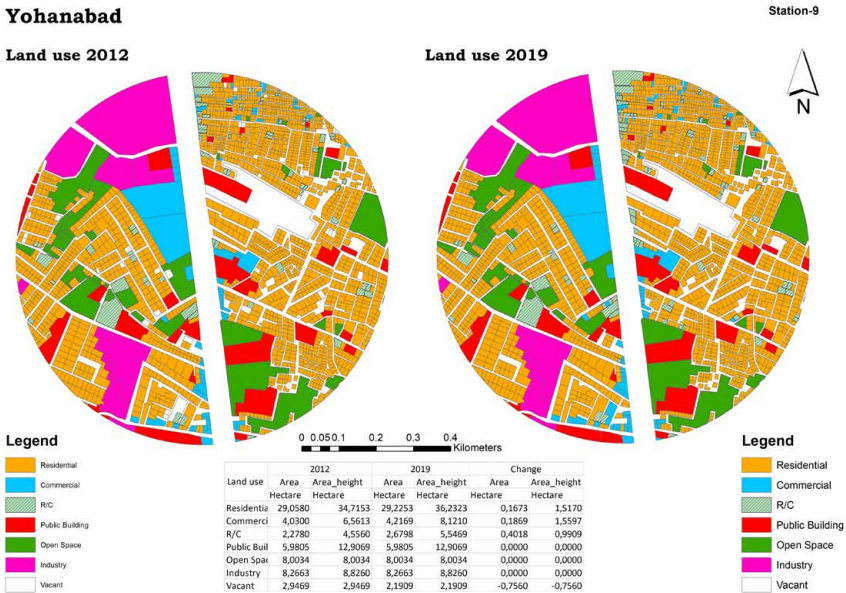 Yohanabad
Station-9
Land use 2012
Land use 2019
N
0 0.05 0.1 0.2 0.3 0.4
Kilometers
Legend
Residential
Commercial
R/C
Public Building
Open Space
Industry
Vacant
2012 2019 Change
Land use Area Area_height Area Area_height Area Area_height
Hectare Hectare Hectare Hectare Hectare Hectare
Residentia 29,0580 34,7153 29,2253 36,2323 0,1673 1,5170
Commerci 4,0300 6,5613 4,2169 8,1210 0,1869 1,5597
R/C 2,2780 4,5560 2,6798 5,5469 0,4018 0,9909
Public Buil 5,9805 12,9069 5,9805 12,9069 0,0000 0,0000
Open Spac 8,0034 8,0034 8,0034 8,0034 0,0000 0,0000
Industry 8,2663 8,8260 8,2663 8,8260 0,0000 0,0000
Vacant 2,9469 2,9469 2,1909 2,1909 -0,7560 -0,7560
Legend
Residential
Commercial
R/C
Public Building
Open Space
Industry
Vacant